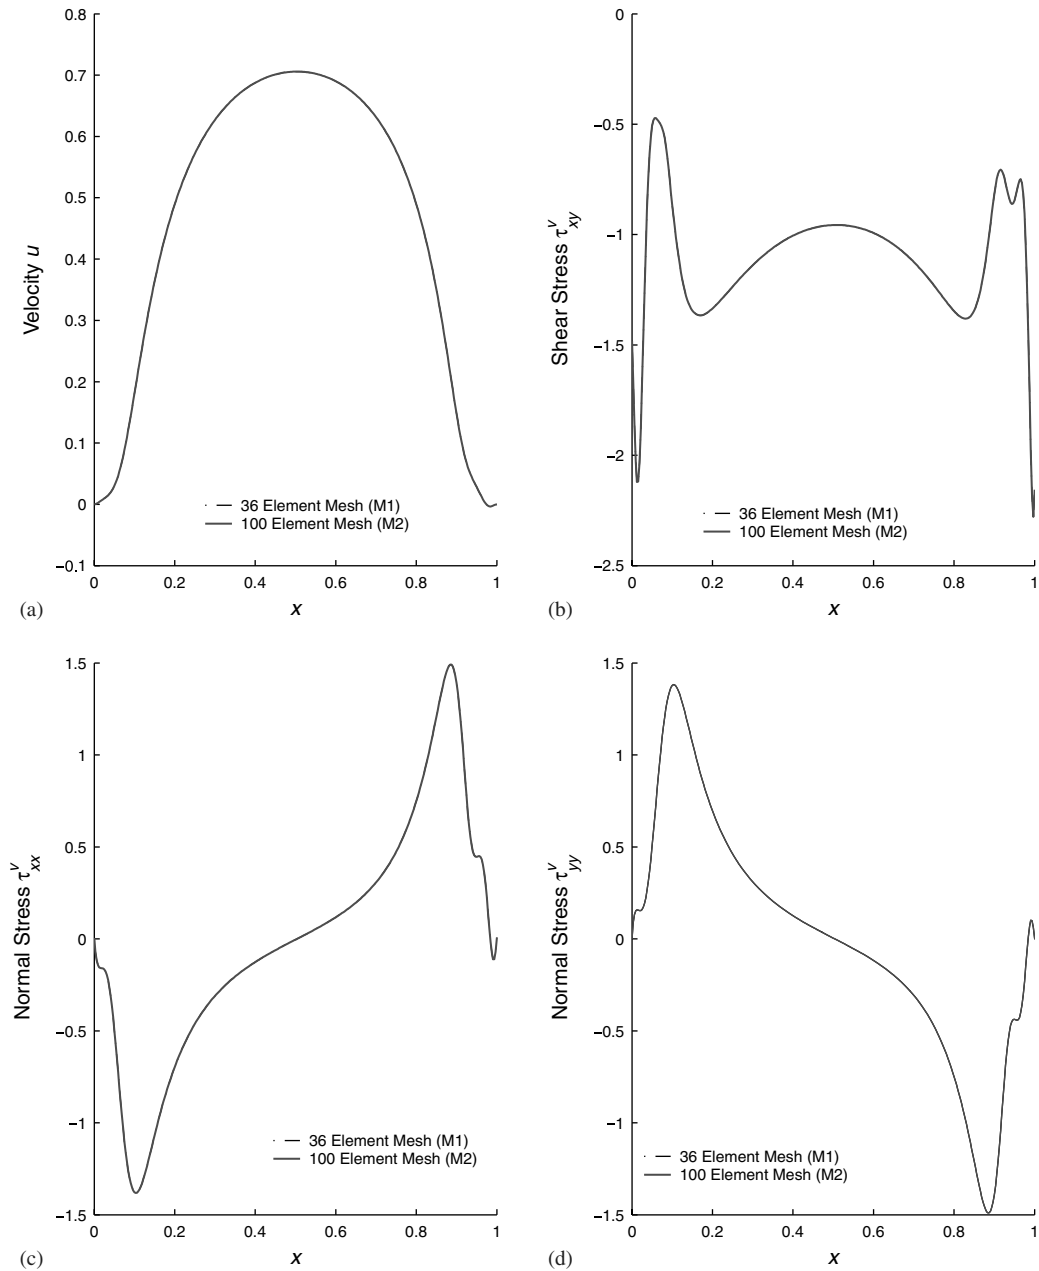 0.8
0.7
0.6
0.5
0.4
0.3
0.2
0.1
0
−0.1
Velocity u
36 Element Mesh (M1)
100 Element Mesh (M2)
0 0.2 0.4 0.6 0.8 1
x
(a)
0
−0.5
−1
−1.5
−2
−2.5
Shear Stress τ^v_xy
36 Element Mesh (M1)
100 Element Mesh (M2)
0 0.2 0.4 0.6 0.8 1
x
(b)
1.5
1
0.5
0
−0.5
−1
−1.5
Normal Stress τ^v_xx
36 Element Mesh (M1)
100 Element Mesh (M2)
0 0.2 0.4 0.6 0.8 1
x
(c)
1.5
1
0.5
0
−0.5
−1
−1.5
Normal Stress τ^v_yy
36 Element Mesh (M1)
100 Element Mesh (M2)
0 0.2 0.4 0.6 0.8 1
x
(d)